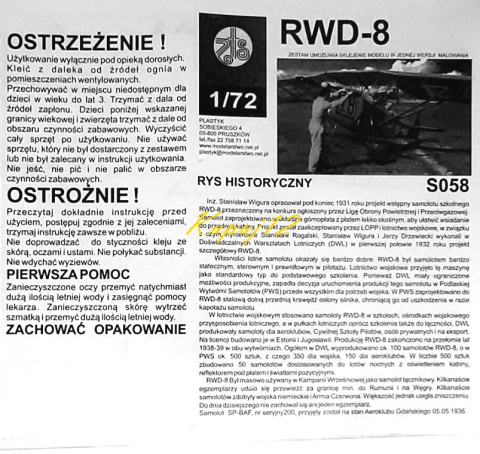 OSTRZEŻENIE !
Użytkowanie wyłącznie pod opieką dorosłych.
Kleić z daleka od źródeł ognia w
pomieszczeniach wentylowanych.
Przechowywać w miejscu niedostępnym dla
dzieci w wieku do lat 3. Trzymać z dala od
źródeł zapłonu. Dzieci poniżej wskazanej
granicy wiekowej i zwierzęta trzymać z dale od
obszaru czynności zabawowych. Wyczyścić
cały sprzęt po użytkowaniu. Nie używać
sprzętu, który nie był dostarczony z zestawem
lub nie był zalecany w instrukcji użytkowania.
Nie jeść, nie pić i nie palić w obszarze
czynności zabawowych.
OSTROŻNIE !
Przeczytaj dokładnie instrukcję przed
użyciem, postępuj zgodnie z jej zaleceniami,
trzymaj instrukcję zawsze w pobliżu.
Nie doprowadzać do styczności kleju ze
skórą, oczami i ustami. Nie połykać substancji.
Nie wdychać wyziewów.
PIERWSZA POMOC
Zanieczyszczone oczy przemyć natychmiast
dużą ilością letniej wody i zasięgnąć pomocy
lekarza. Zanieczyszczoną skórę wytrzeć
szmatką i przemyć dużą ilością letniej wody.
ZACHOWAĆ OPAKOWANIE
1/72
PLASTYK
SOBIESKIEGO 4
05-800 PRUSZKÓW
tel./fax 22 758 71 14
www.modelarstwo.net.pl
plastyk@modelarstwo.net.pl
RWD-8
ZESTAW UMOŻLIWIA SKLEJENIE MODELU W JEDNEJ WERSJI MALOWANIA
RYS HISTORYCZNY
S058
Inż. Stanisław Wigura opracował pod koniec 1931 roku projekt wstępny samolotu szkolnego
RWD-8 przeznaczony na konkurs ogłoszony przez Ligę Obrony Powietrznej i Przeciwgazowej.
Samolot zaprojektowano w układzie górnopłata z płatem lekko skośnym, aby ułatwić wsiadanie
do przedniej kabiny. Projekt został zaakceptowany przez LOPP i lotnictwo wojskowe, w związku
z czym inżynierowie Stanisław Rogalski, Stanisław Wigura i Jerzy Drzewiecki wykonali w
Doświadczalnych Warsztatach Lotniczych (DWL) w pierwszej połowie 1932 roku projekt
szczegółowy RWD-8.
Własności lotne samolotu okazały się bardzo dobre. RWD-8 był samolotem bardzo
statecznym, sterownym i prawidłowym w pilotażu. Lotnictwo wojskowe przyjęło tę maszynę
jako standardowy typ do podstawowego szkolenia. Ponieważ DWL miały ograniczone
możliwości produkcyjne, zapadła decyzja uruchomienia produkcji tego samolotu w Podlaskiej
Wytwórni Samolotów (PWS) przede wszystkim dla potrzeb wojska. W PWS zaprojektowano do
RWD-8 stalową dolną przednią krawędź osłony silnika, chroniącą go od uszkodzenia w razie
kapotażu samolotu.
W lotnictwie wojskowym stosowano samoloty RWD-8 w szkołach, ośrodkach wojskowego
przysposobienia lotniczego, a w pułkach lotniczych oprócz szkolenia także do łączności. DWL
produkowały samoloty dla aeroklubów, Cywilnej Szkoły Pilotów, osób prywatnych i na eksport.
Na licencji budowano je w Estonii i Jugosławii. Produkcję RWD-8 zakończono na przełomie lat
1938-39 w obu wytwórniach. Ogółem w DWL wyprodukowano ok. 100 samolotów RWD-8, a w
PWS ok. 500 sztuk, z czego 350 dla wojska, 150 dla aeroklubów. W liczbie 500 sztuk
zbudowano 50 samolotów dostosowanych do lotów nocnych z oświetleniem kabiny,
reflektorem pod płatem i światłami pozycyjnymi.
RWD-8 Był masowo używany w Kampanii Wrześniowej jako samolot łącznikowy. Kilkanaście
egzemplarzy udało się przewieźć za granicę min. do Rumunii i na Węgry. Kilkanaście
samolotów zdobyły wojska niemieckie i Armia Czerwona. Większość jednak uległa zniszczeniu.
Do dnia dzisiejszego nie zachował się ani jeden egzemplarz.
Samolot SP-BAF, nr seryjny 200, przyjęty został na stan Aeroklubu Gdańskiego 05.05 1936.